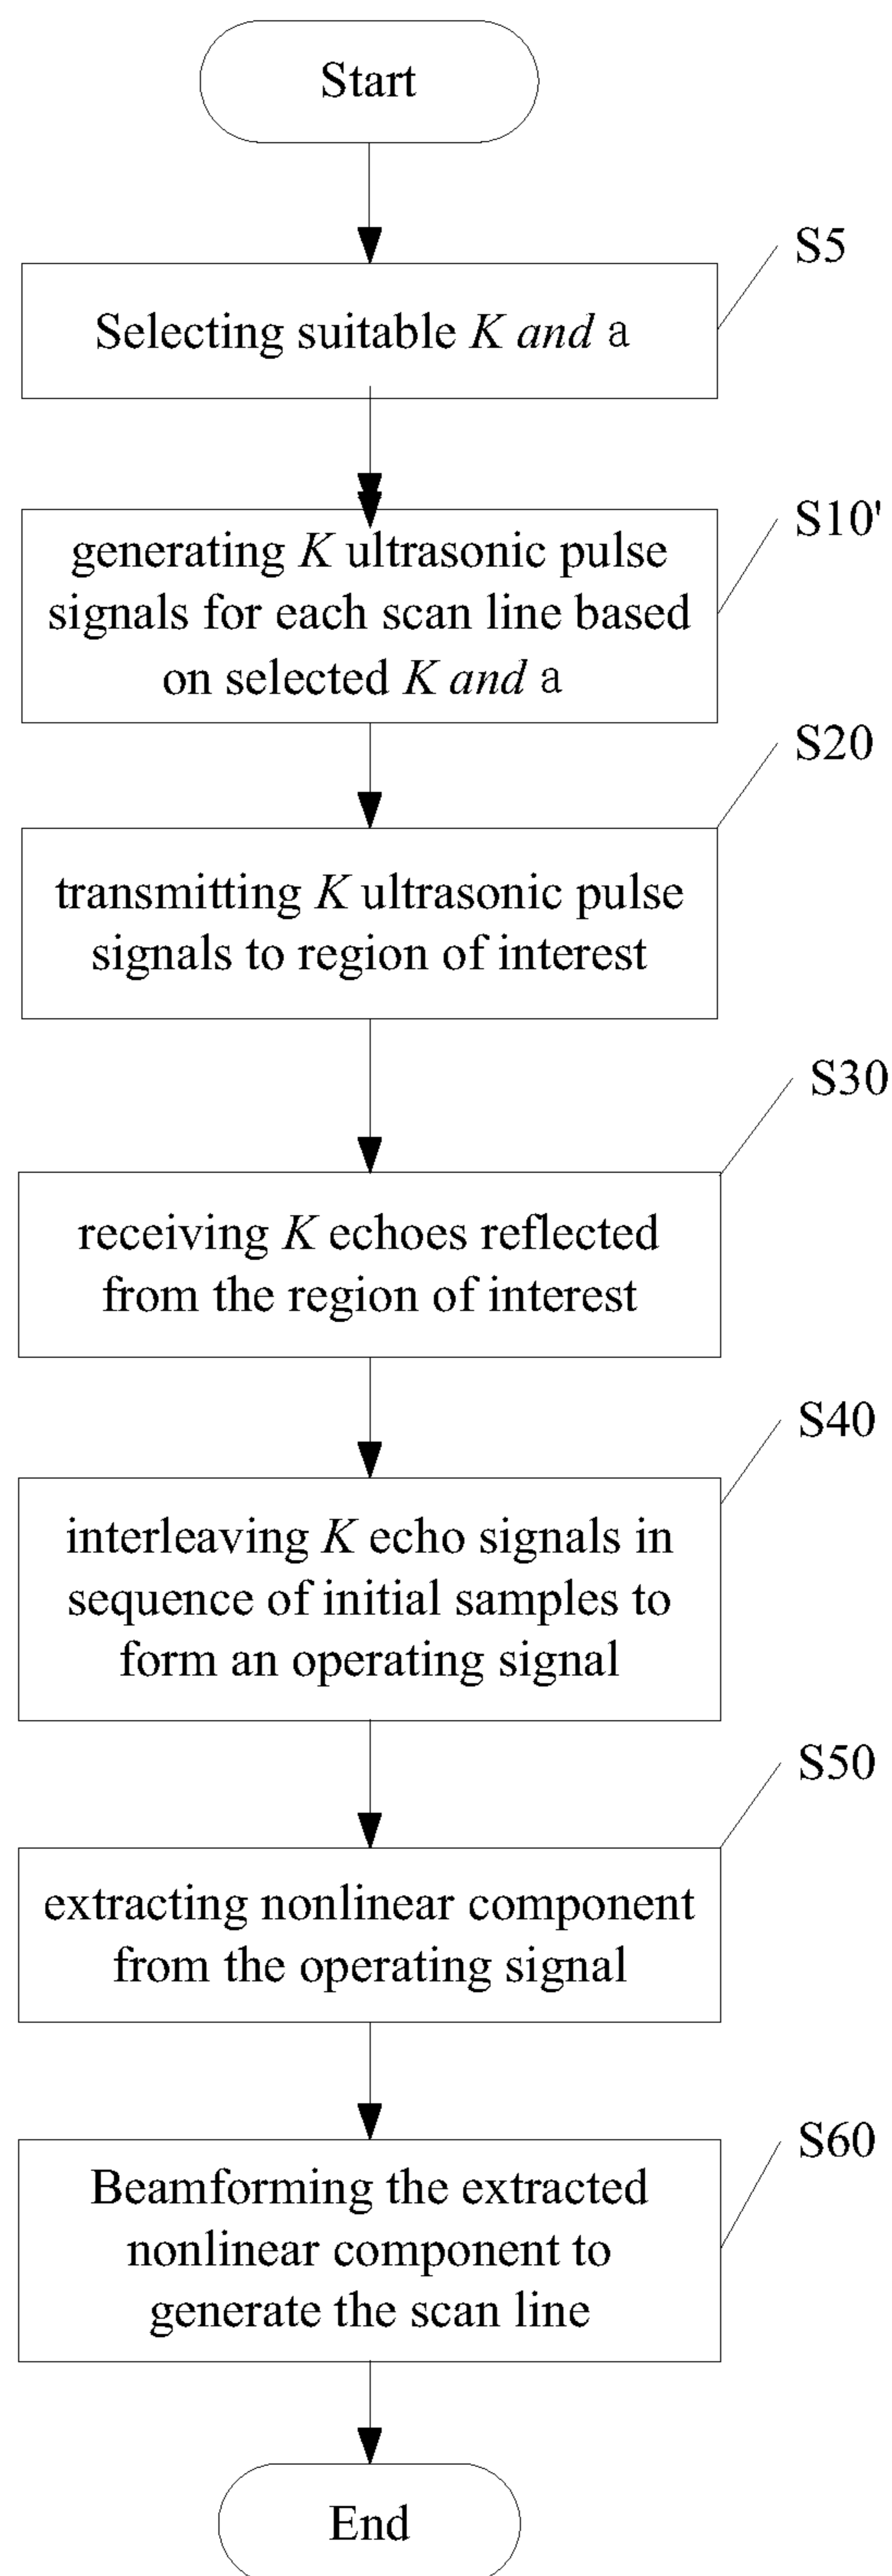 Start
S5
Selecting suitable K and a
S10'
generating K ultrasonic pulse
signals for each scan line based
on selected K and a
S20
transmitting K ultrasonic pulse
signals to region of interest
S30
receiving K echoes reflected
from the region of interest
S40
interleaving K echo signals in
sequence of initial samples to
form an operating signal
S50
extracting nonlinear component
from the operating signal
S60
Beamforming the extracted
nonlinear component to
generate the scan line
End